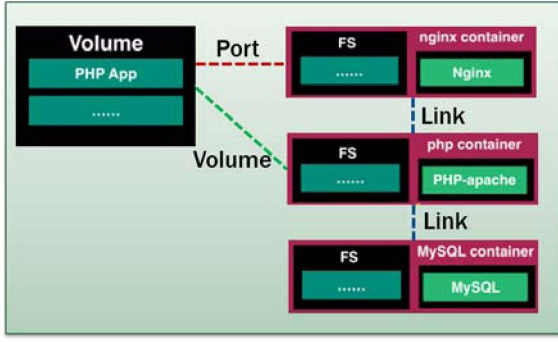 Volume
PHP App
......
Port
Volume
FS
......
nginx container
Nginx
Link
FS
......
php container
PHP-apache
Link
FS
......
MySQL container
MySQL